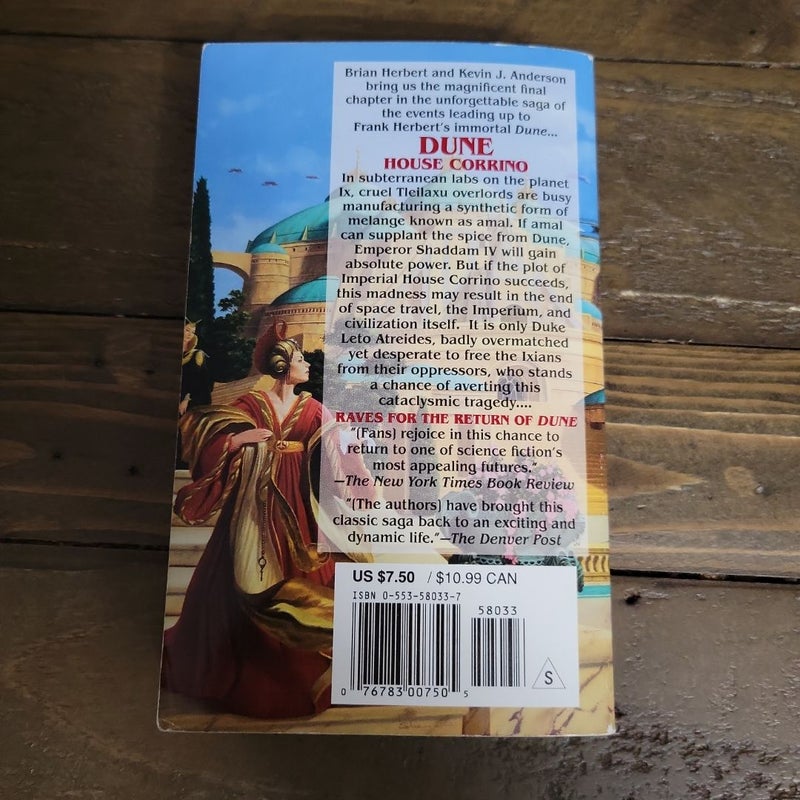 Brian Herbert and Kevin J. Anderson
bring us the magnificent final
chapter in the unforgettable saga of
the events leading up to
Frank Herbert's immortal Dune...
DUNE
HOUSE CORRINO
In subterranean labs on the planet
Ix, cruel Tleilaxu overlords are busy
manufacturing a synthetic form of
melange known as amal. If amal
can supplant the spice from Dune,
Emperor Shaddam IV will gain
absolute power. But if the plot of
Imperial House Corrino succeeds,
this madness may result in the end
of space travel, the Imperium, and
civilization itself. It is only Duke
Leto Atreides, badly overmatched
yet desperate to free the Ixians
from their oppressors, who stands
a chance of averting this
cataclysmic tragedy....
RAVES FOR THE RETURN OF DUNE
"[Fans] rejoice in this chance to
return to one of science fiction's
most appealing futures."
—The New York Times Book Review
"[The authors] have brought this
classic saga back to an exciting and
dynamic life."—The Denver Post
US $7.50 / $10.99 CAN
ISBN 0-553-58033-7
58033
S
0 76783 00750 5